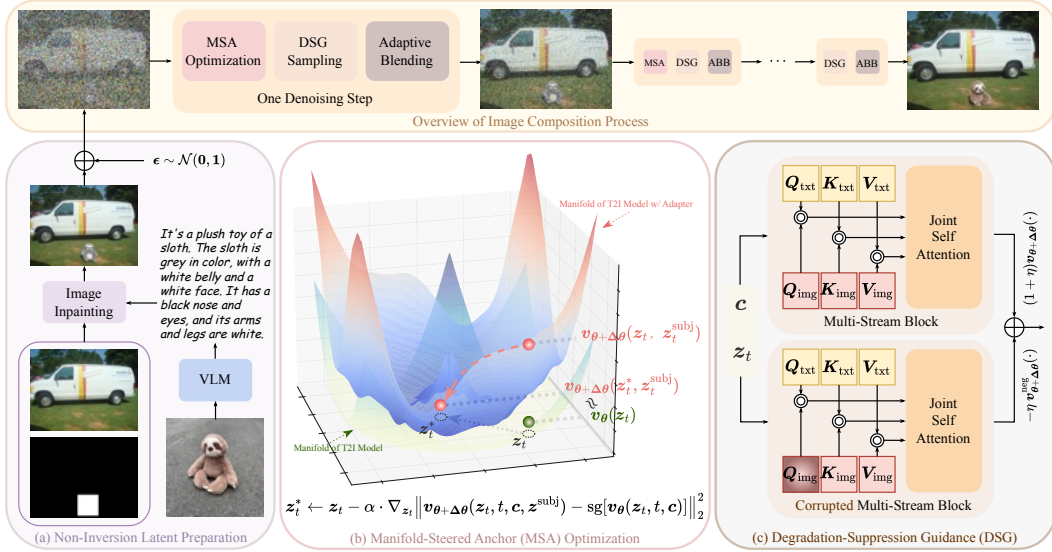 MSA
Optimization
DSG
Sampling
Adaptive
Blending
One Denoising Step
MSA
DSG
ABB
...
DSG
ABB
Overview of Image Composition Process
ϵ ∼ 𝒩(0, 1)
Image
Inpainting
It's a plush toy of a
sloth. The sloth is
grey in color, with a
white belly and a
white face. It has a
black nose and
eyes, and its arms
and legs are white.
VLM
(a) Non-Inversion Latent Preparation
Manifold of T2I Model w/ Adapter
v_{θ+Δθ}(z_t, z_t^{subj})
v_{θ+Δθ}(z_t^*, z_t^{subj})
≈
v_θ(z_t)
z_t^*
z_t
Manifold of T2I Model
z_t^* ← z_t − α · ∇_{z_t} ‖v_{θ+Δθ}(z_t, t, c, z^{subj}) − sg[v_θ(z_t, t, c)]‖_2^2
(b) Manifold-Steered Anchor (MSA) Optimization
c
z_t
Q_txt K_txt V_txt
Joint
Self
Attention
Q_img K_img V_img
Multi-Stream Block
Q_txt K_txt V_txt
Joint
Self
Attention
Q_img K_img V_img
Corrupted Multi-Stream Block
(1 + η) v_{θ+Δθ}(·)
−η v_{θ+Δθ}^{neg}(·)
(c) Degradation-Suppression Guidance (DSG)